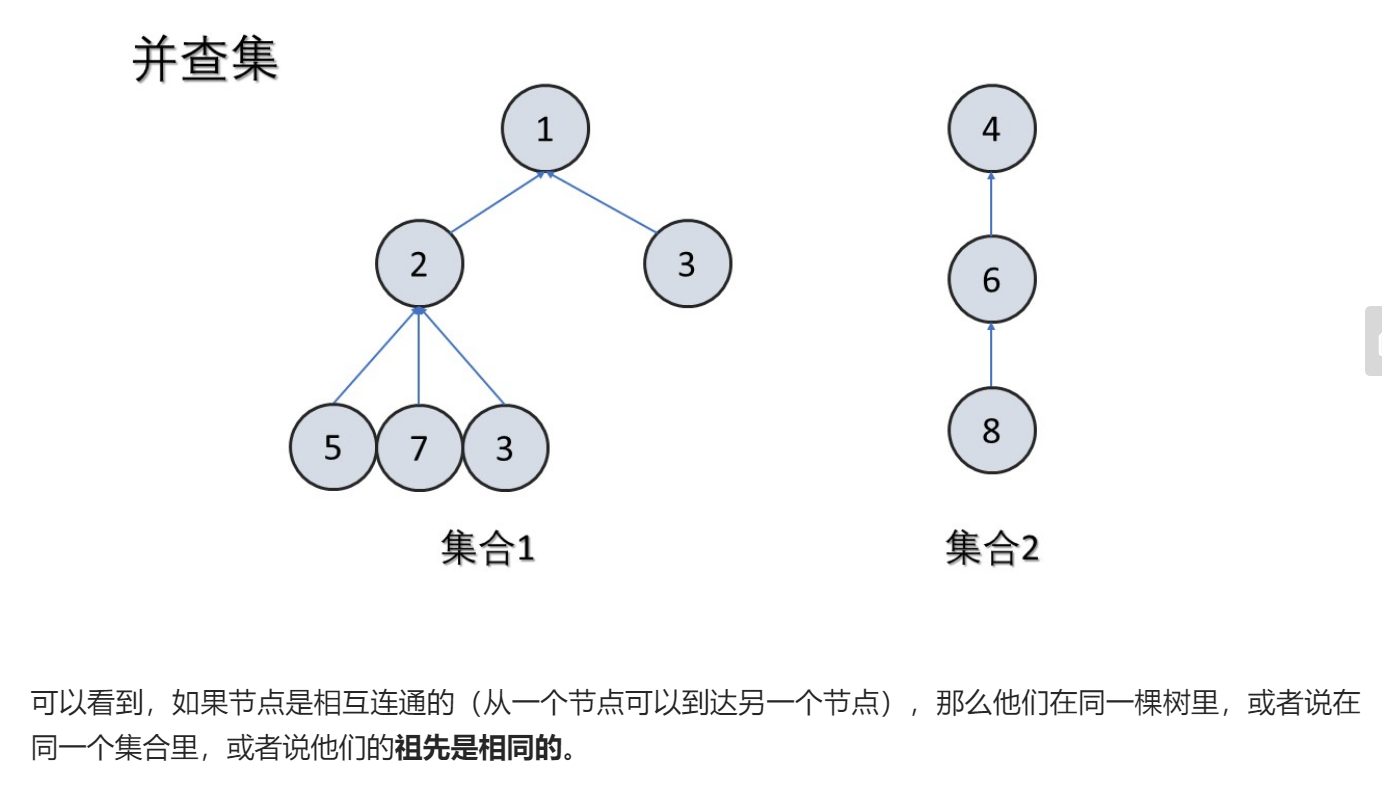 并查集
1
4
2
3
6
5
7
3
8
集合1
集合2
可以看到，如果节点是相互连通的（从一个节点可以到达另一个节点），那么他们在同一棵树里，或者说在
同一个集合里，或者说他们的祖先是相同的。